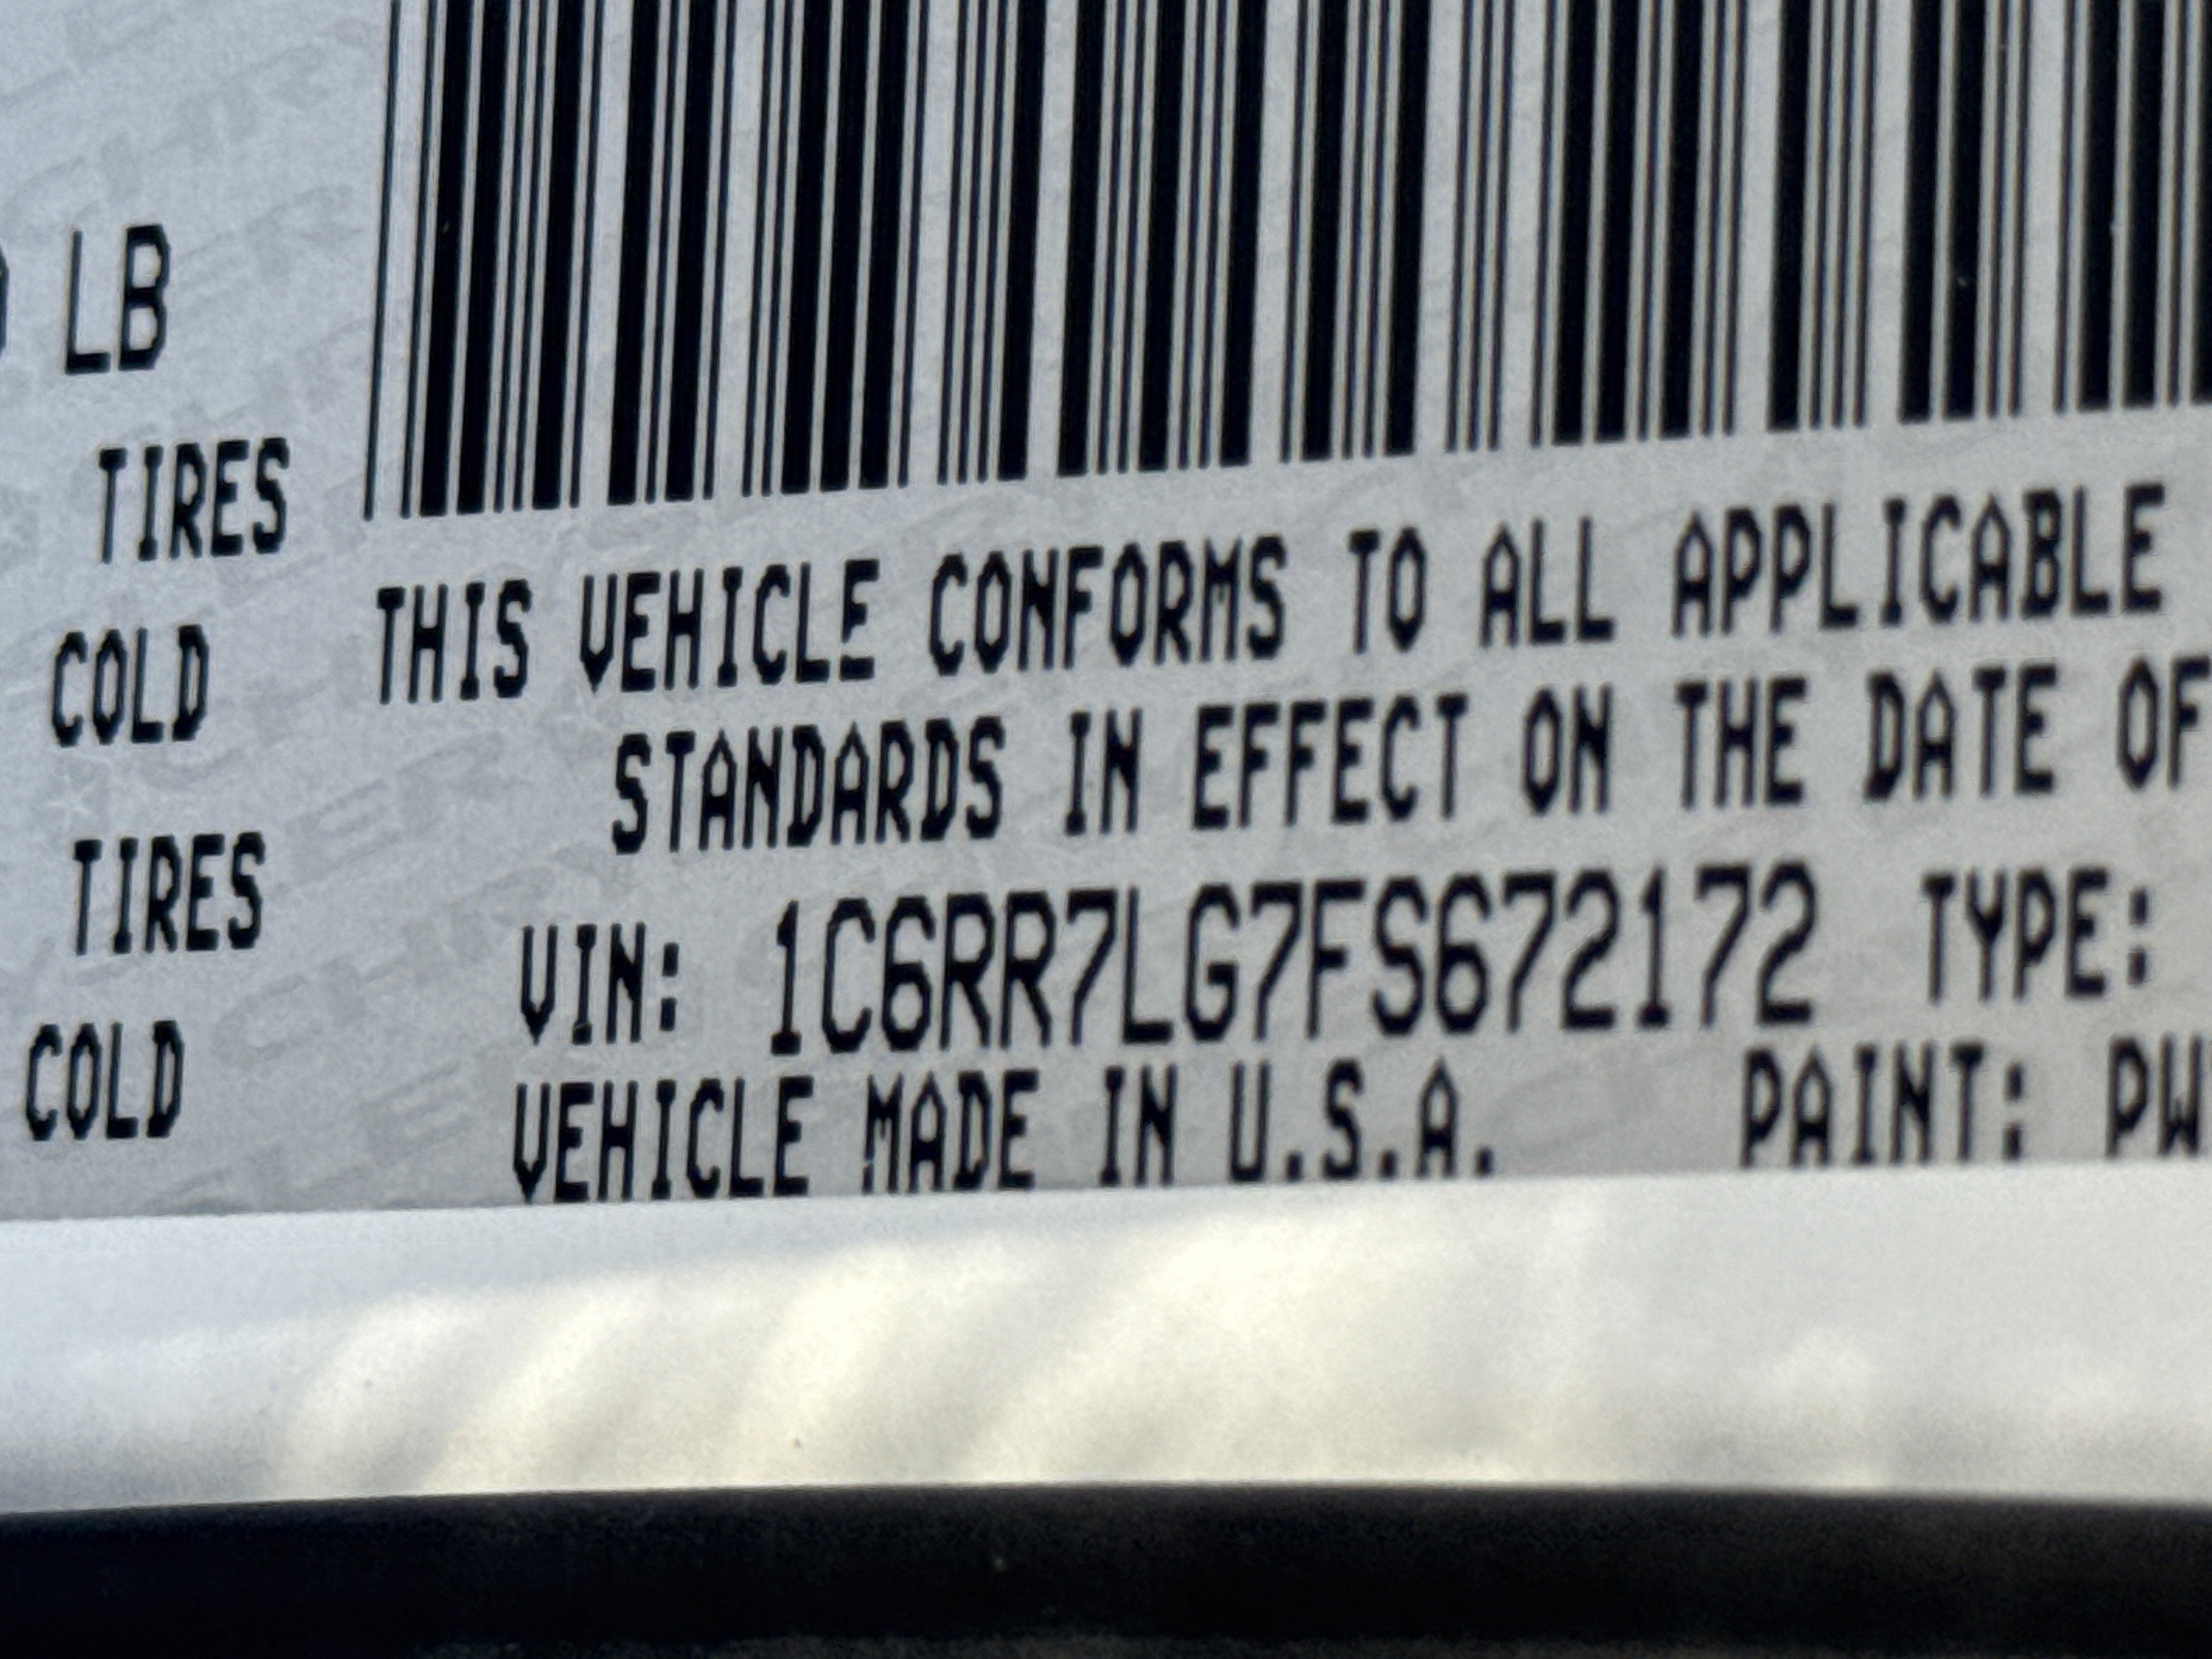 LB
TIRES
COLD
TIRES
COLD
THIS VEHICLE CONFORMS TO ALL APPLICABLE
STANDARDS IN EFFECT ON THE DATE OF
VIN: 1C6RR7LG7FS672172 TYPE:
VEHICLE MADE IN U.S.A. PAINT: PW